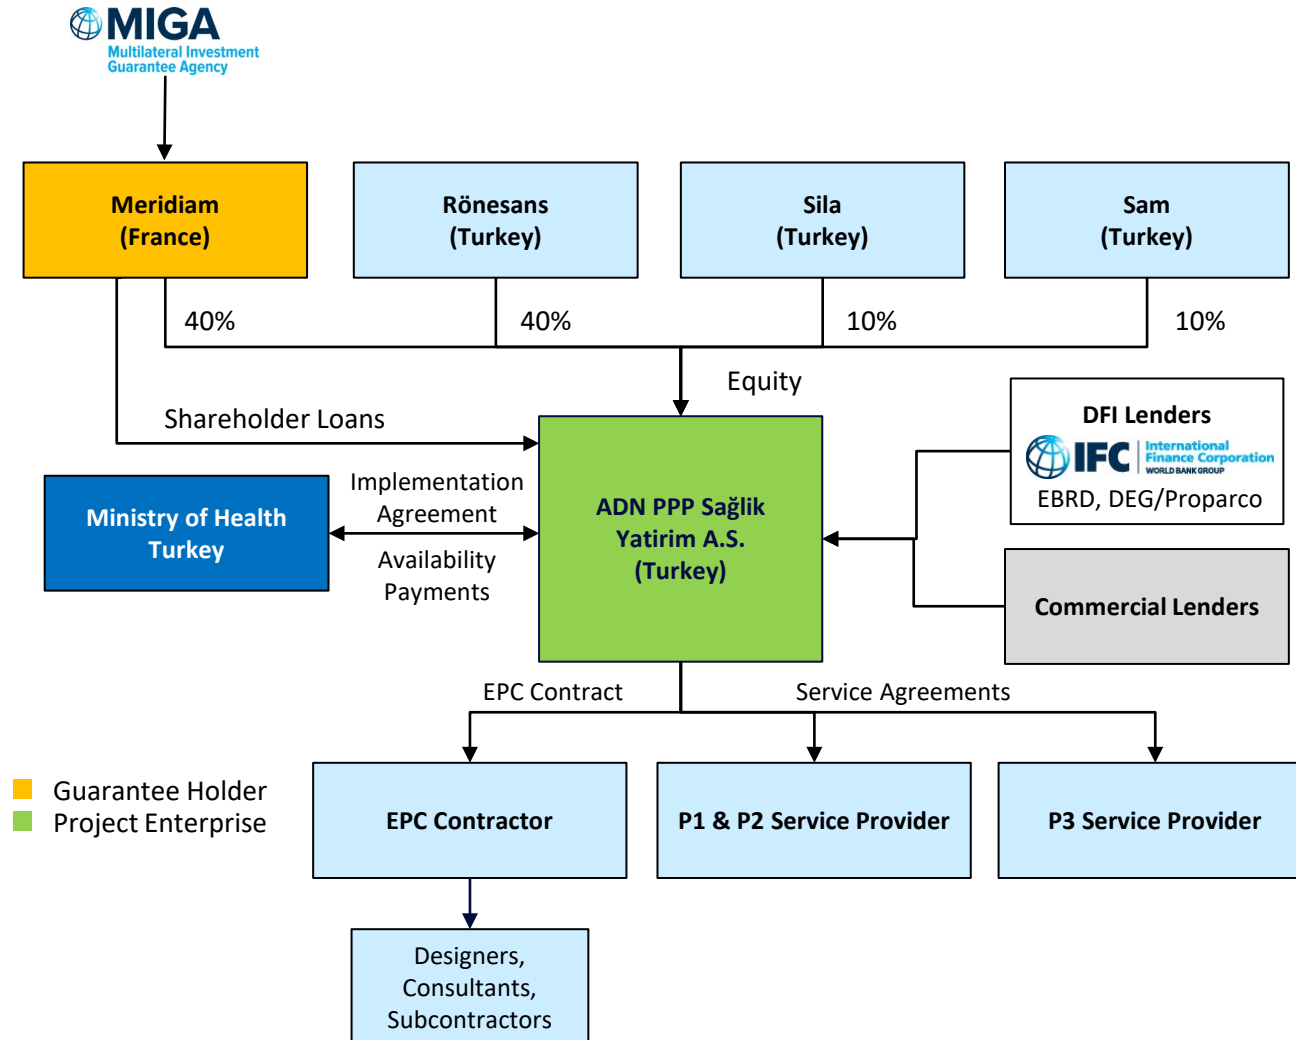 MIGA
Multilateral Investment
Guarantee Agency
Meridiam
(France)
Rönesans
(Turkey)
Sila
(Turkey)
Sam
(Turkey)
40%
40%
10%
10%
Equity
Shareholder Loans
DFI Lenders
IFC
International
Finance Corporation
WORLD BANK GROUP
EBRD, DEG/Proparco
Ministry of Health
Turkey
Implementation
Agreement
Availability
Payments
ADN PPP Sağlik
Yatirim A.S.
(Turkey)
Commercial Lenders
EPC Contract
Service Agreements
Guarantee Holder
Project Enterprise
EPC Contractor
P1 & P2 Service Provider
P3 Service Provider
Designers,
Consultants,
Subcontractors